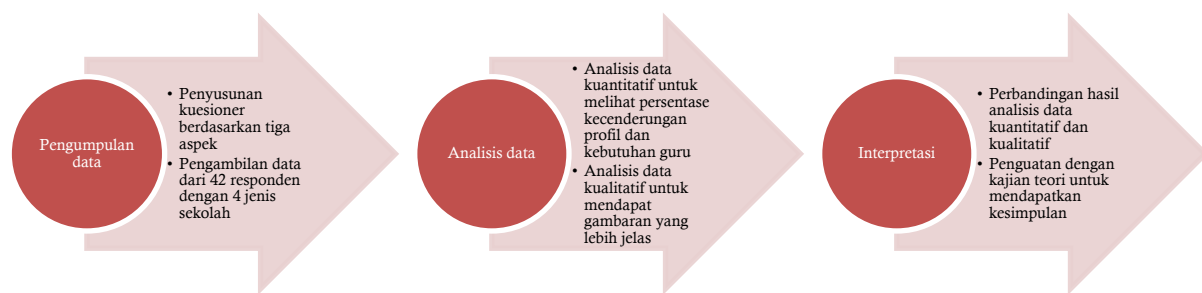 Pengumpulan
data
• Penyusunan
kuesioner
berdasarkan tiga
aspek
• Pengambilan data
dari 42 responden
dengan 4 jenis
sekolah
Analisis data
• Analisis data
kuantitatif untuk
melihat persentase
kecenderungan
profil dan
kebutuhan guru
• Analisis data
kualitatif untuk
mendapat
gambaran yang
lebih jelas
Interpretasi
• Perbandingan hasil
analisis data
kuantitatif dan
kualitatif
• Penguatan dengan
kajian teori untuk
mendapatkan
kesimpulan